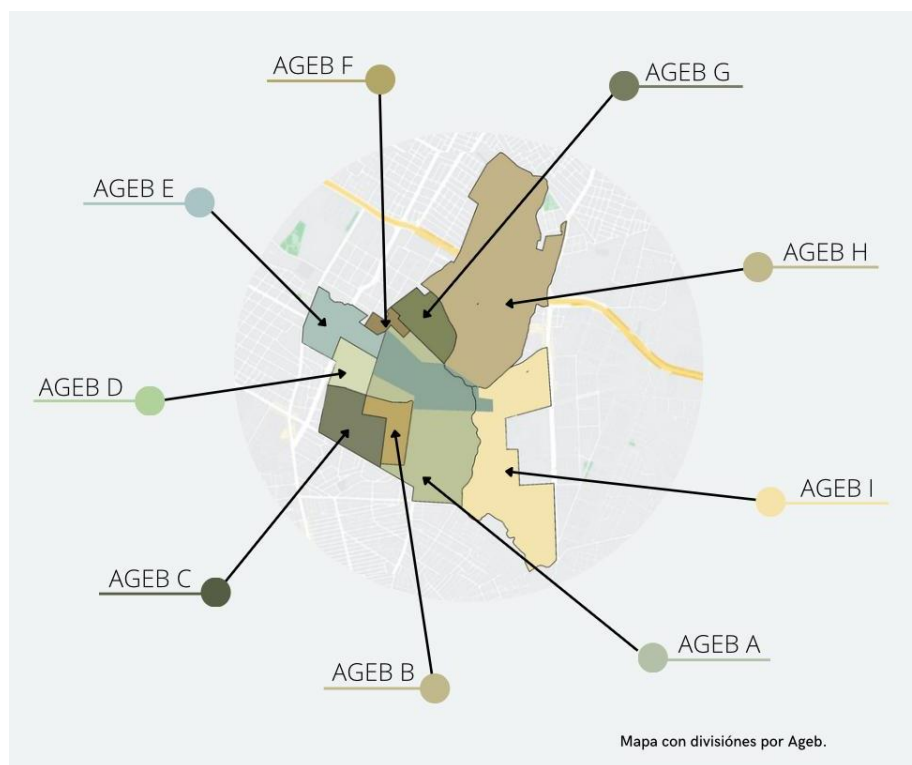 AGEB F
AGEB G
AGEB E
AGEB H
AGEB D
AGEB I
AGEB C
AGEB A
AGEB B
Mapa con divisiónes por Ageb.